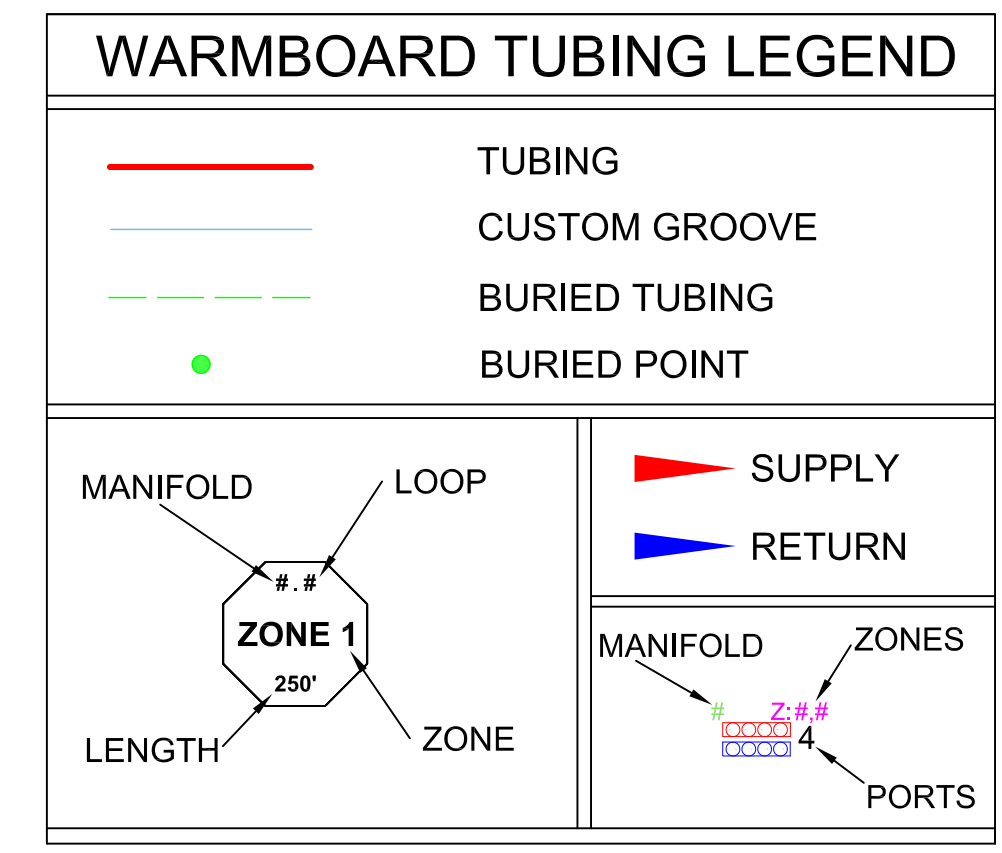 WARMBOARD TUBING LEGEND
TUBING
CUSTOM GROOVE
BURIED TUBING
BURIED POINT
MANIFOLD
LOOP
#.#
ZONE 1
250'
LENGTH
ZONE
SUPPLY
RETURN
MANIFOLD
ZONES
#
Z:#,#
4
PORTS